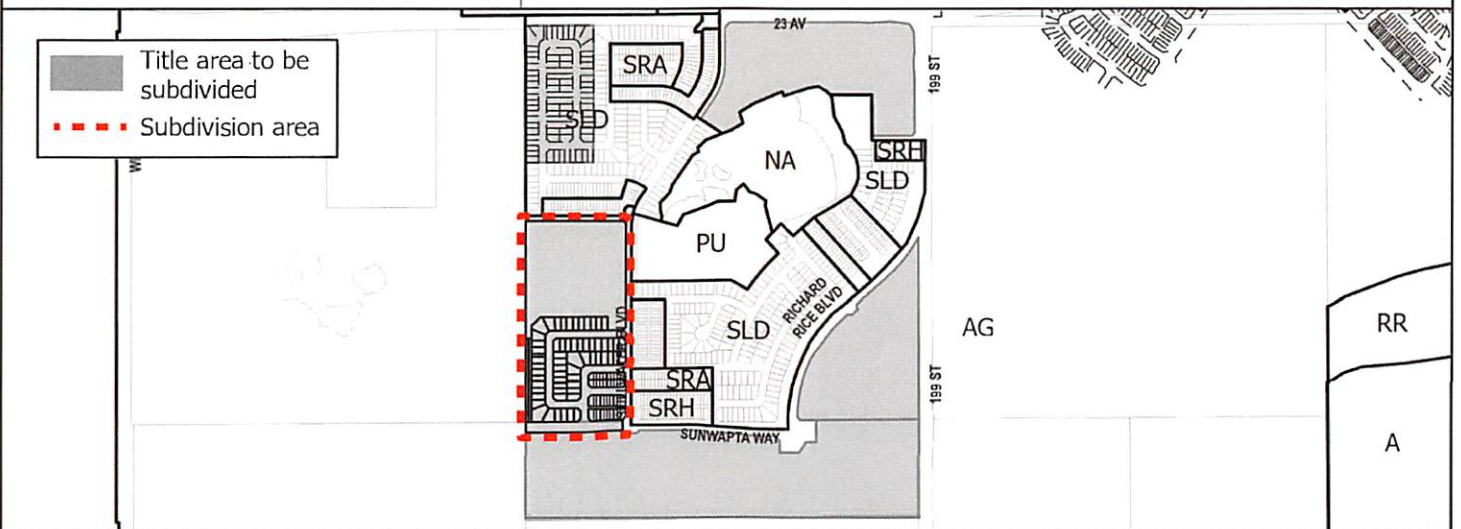 23 AV
Title area to be
subdivided
Subdivision area
SRA
SLD
199 ST
NA
SRH
SLD
PU
RICHARD
RICE BLVD
SLD
AG
RR
SRA
199 ST
SRH
SUNWAPTA WAY
A